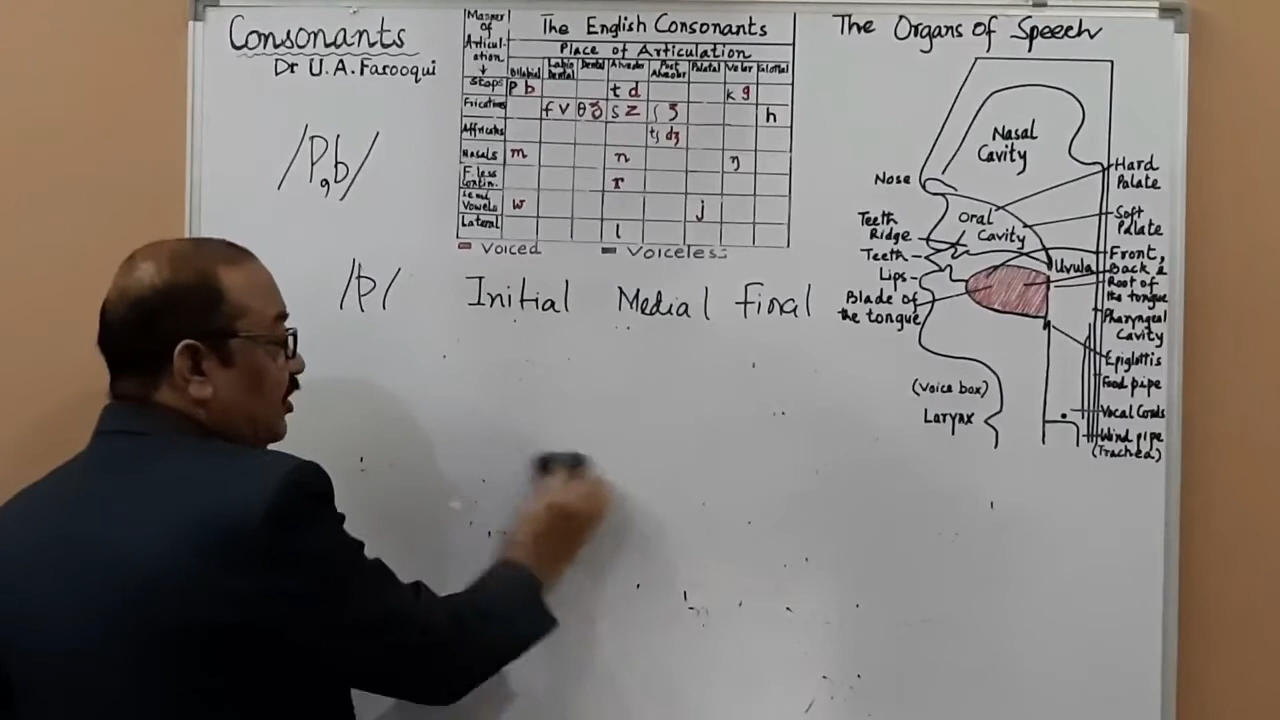 Consonants
Dr U.A. Farooqui
/p,b/
/p/ Initial Medial final
Manner of Articul-ation ↓
The English Consonants
Place of Articulation
Bilabial Labio Dental Dental Alveolar Post Alveolar Palatal Velar Glottal
Stops p b t d k g
Fricatives f v θ ʒ s z ʃ ʒ h
Affricates tʃ dʒ
Nasals m n ŋ
F. less Contin. r
Semi Vowels w j
Lateral l
Voiced Voiceless
The Organs of Speech
Nasal
Cavity
Nose
Oral
Cavity
Teeth
Ridge
Teeth
Lips
Blade of
the tongue
(Voice box)
Larynx
Hard
Palate
Soft
Palate
Uvula
Front,
Back &
Root of
the tongue
Pharyngeal
Cavity
Epiglottis
Food pipe
Vocal Cords
Wind pipe
(Trachea)